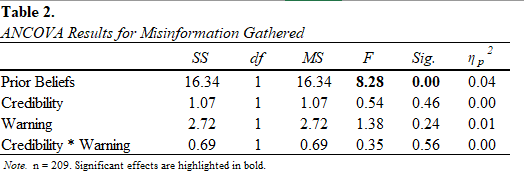 Table 2.
ANCOVA Results for Misinformation Gathered
SS df MS F Sig. η p 2
Prior Beliefs 16.34 1 16.34 8.28 0.00 0.04
Credibility 1.07 1 1.07 0.54 0.46 0.00
Warning 2.72 1 2.72 1.38 0.24 0.01
Credibility * Warning 0.69 1 0.69 0.35 0.56 0.00
Note. n = 209. Significant effects are highlighted in bold.